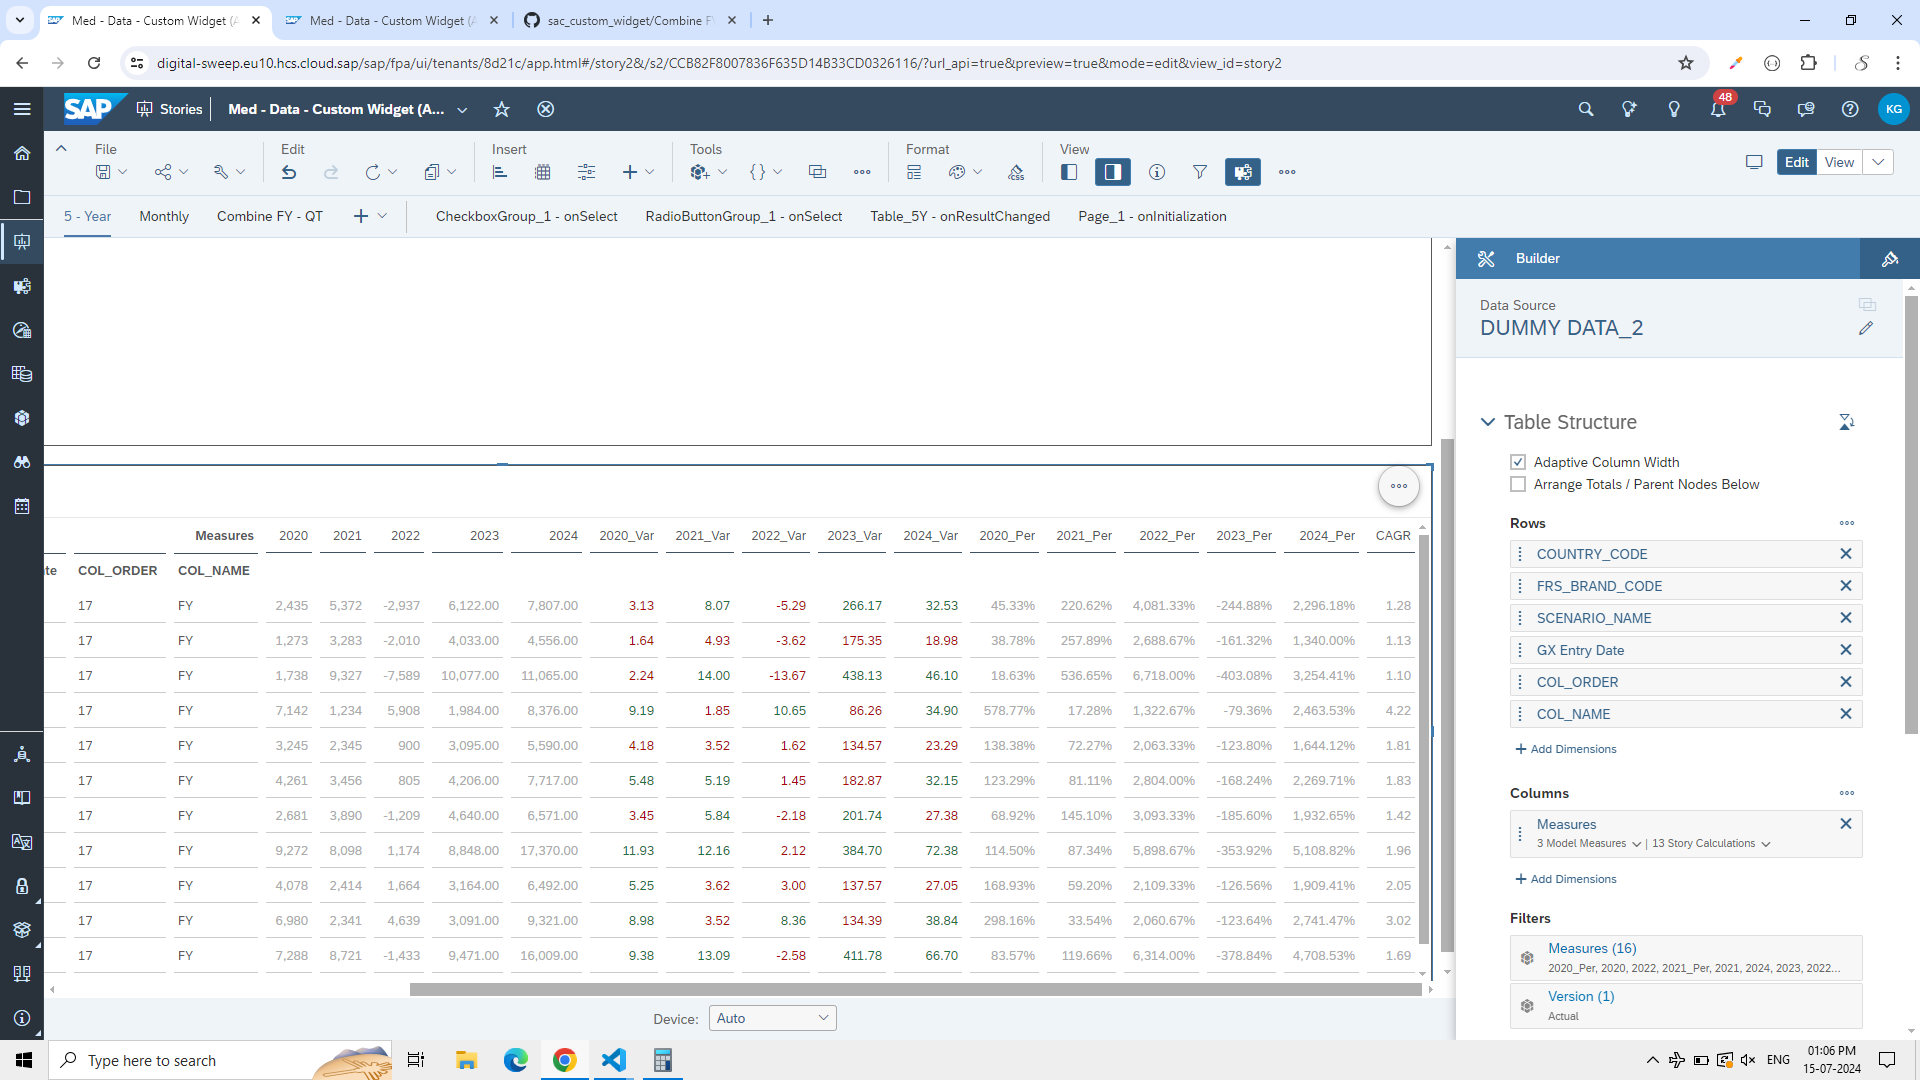 Med - Data - Custom Widget (A
Med - Data - Custom Widget (A
sac_custom_widget/Combine F
digital-sweep.eu10.hcs.cloud.sap/sap/fpa/ui/tenants/8d21c/app.html#/story2&/s2/CCB82F8007836F635D14B33CD0326116/?url_api=true&preview=true&mode=edit&view_id=story2
SAP Stories Med - Data - Custom Widget (A... 48 KG
File Edit Insert Tools Format View
Edit View
5 - Year Monthly Combine FY - QT CheckboxGroup_1 - onSelect RadioButtonGroup_1 - onSelect Table_5Y - onResultChanged Page_1 - onInitialization
Measures 2020 2021 2022 2023 2024 2020_Var 2021_Var 2022_Var 2023_Var 2024_Var 2020_Per 2021_Per 2022_Per 2023_Per 2024_Per CAGR
te COL_ORDER COL_NAME
17 FY 2,435 5,372 -2,937 6,122.00 7,807.00 3.13 8.07 -5.29 266.17 32.53 45.33% 220.62% 4,081.33% -244.88% 2,296.18% 1.28
17 FY 1,273 3,283 -2,010 4,033.00 4,556.00 1.64 4.93 -3.62 175.35 18.98 38.78% 257.89% 2,688.67% -161.32% 1,340.00% 1.13
17 FY 1,738 9,327 -7,589 10,077.00 11,065.00 2.24 14.00 -13.67 438.13 46.10 18.63% 536.65% 6,718.00% -403.08% 3,254.41% 1.10
17 FY 7,142 1,234 5,908 1,984.00 8,376.00 9.19 1.85 10.65 86.26 34.90 578.77% 17.28% 1,322.67% -79.36% 2,463.53% 4.22
17 FY 3,245 2,345 900 3,095.00 5,590.00 4.18 3.52 1.62 134.57 23.29 138.38% 72.27% 2,063.33% -123.80% 1,644.12% 1.81
17 FY 4,261 3,456 805 4,206.00 7,717.00 5.48 5.19 1.45 182.87 32.15 123.29% 81.11% 2,804.00% -168.24% 2,269.71% 1.83
17 FY 2,681 3,890 -1,209 4,640.00 6,571.00 3.45 5.84 -2.18 201.74 27.38 68.92% 145.10% 3,093.33% -185.60% 1,932.65% 1.42
17 FY 9,272 8,098 1,174 8,848.00 17,370.00 11.93 12.16 2.12 384.70 72.38 114.50% 87.34% 5,898.67% -353.92% 5,108.82% 1.96
17 FY 4,078 2,414 1,664 3,164.00 6,492.00 5.25 3.62 3.00 137.57 27.05 168.93% 59.20% 2,109.33% -126.56% 1,909.41% 2.05
17 FY 6,980 2,341 4,639 3,091.00 9,321.00 8.98 3.52 8.36 134.39 38.84 298.16% 33.54% 2,060.67% -123.64% 2,741.47% 3.02
17 FY 7,288 8,721 -1,433 9,471.00 16,009.00 9.38 13.09 -2.58 411.78 66.70 83.57% 119.66% 6,314.00% -378.84% 4,708.53% 1.69
Device: Auto
Builder
Data Source
DUMMY DATA_2
Table Structure
Adaptive Column Width
Arrange Totals / Parent Nodes Below
Rows
COUNTRY_CODE
FRS_BRAND_CODE
SCENARIO_NAME
GX Entry Date
COL_ORDER
COL_NAME
Add Dimensions
Columns
Measures
3 Model Measures | 13 Story Calculations
Add Dimensions
Filters
Measures (16)
2020_Per, 2020, 2022, 2021_Per, 2021, 2024, 2023, 2022...
Version (1)
Actual
Type here to search
ENG
01:06 PM
15-07-2024